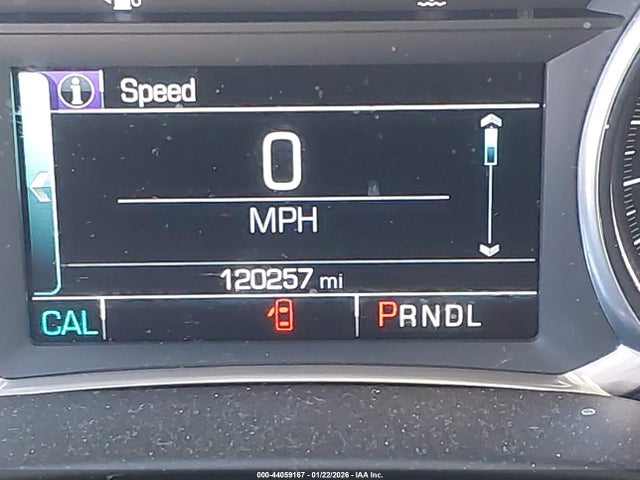 Speed
0
MPH
120257 mi
CAL
PRNDL
000-44059167 - 01/22/2026 - IAA Inc.